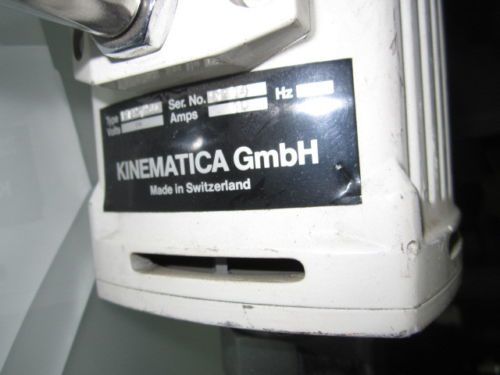 Type Ser. No. Hz
Volts Amps
KINEMATICA GmbH
Made in Switzerland